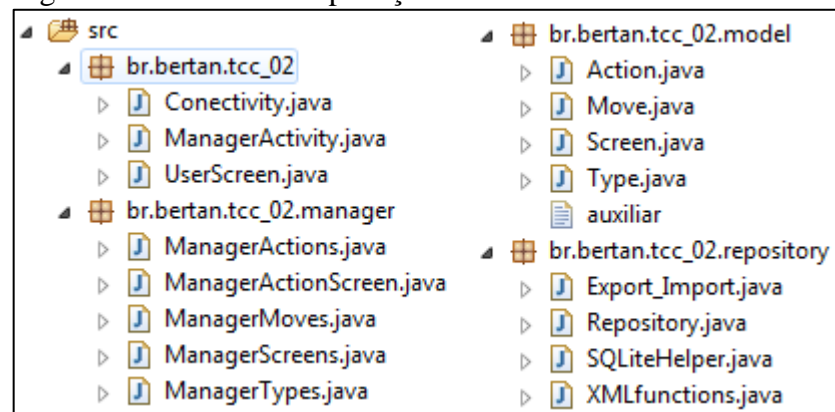 src
br.bertan.tcc_02
Conectivity.java
ManagerActivity.java
UserScreen.java
br.bertan.tcc_02.manager
ManagerActions.java
ManagerActionScreen.java
ManagerMoves.java
ManagerScreens.java
ManagerTypes.java
br.bertan.tcc_02.model
Action.java
Move.java
Screen.java
Type.java
auxiliar
br.bertan.tcc_02.repository
Export_Import.java
Repository.java
SQLiteHelper.java
XMLfunctions.java